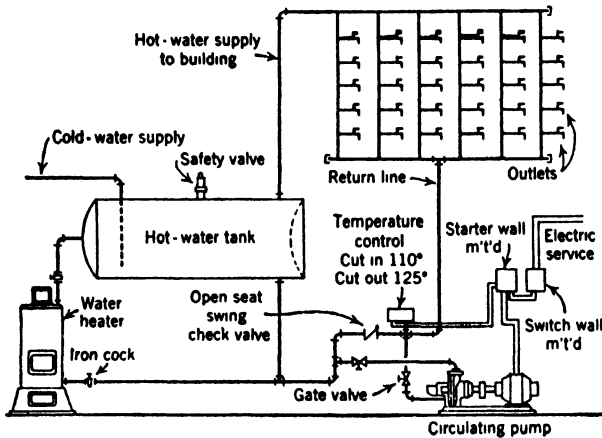 Hot-water supply
to building
Cold-water supply
Safety valve
Hot-water tank
Return line
Outlets
Temperature
control
Cut in 110°
Cut out 125°
Starter wall
m't'd
Electric
service
Water
heater
Open seat
swing
check valve
Switch wall
m't'd
Iron cock
Gate valve
Circulating pump